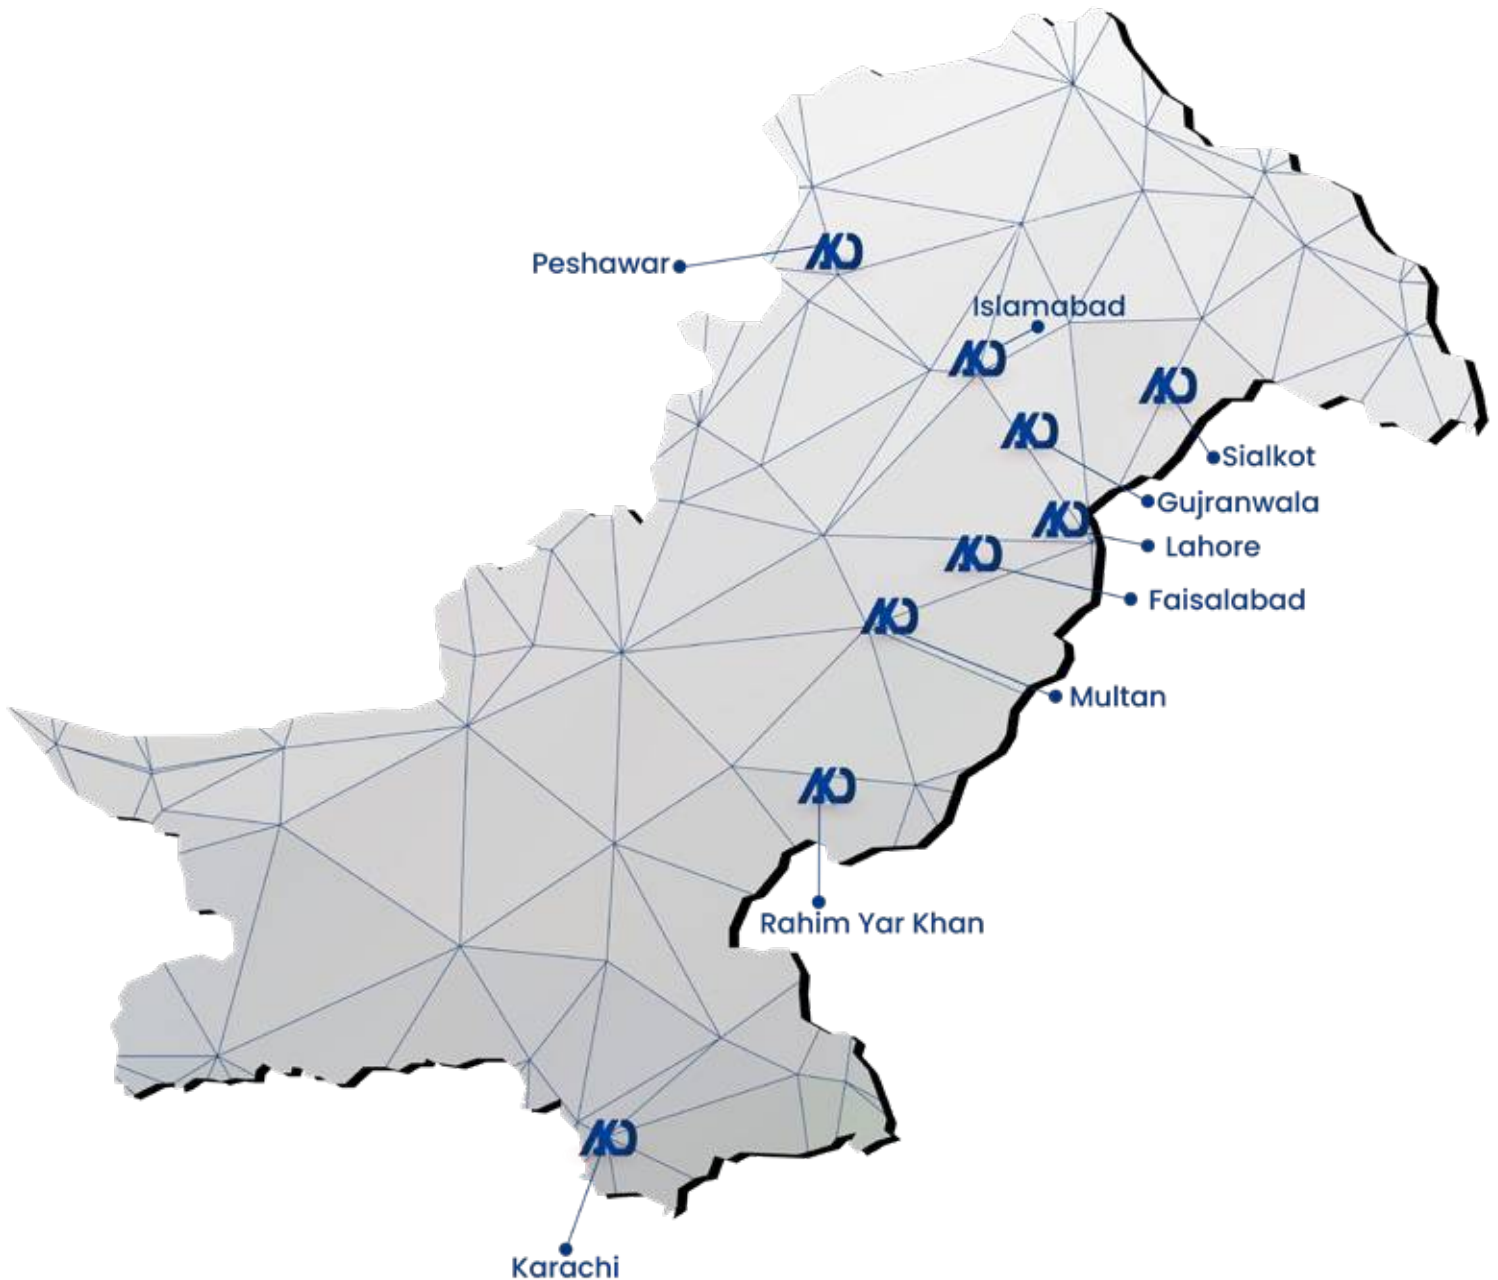 Peshawar
Islamabad
Sialkot
Gujranwala
Lahore
Faisalabad
Multan
Rahim Yar Khan
Karachi